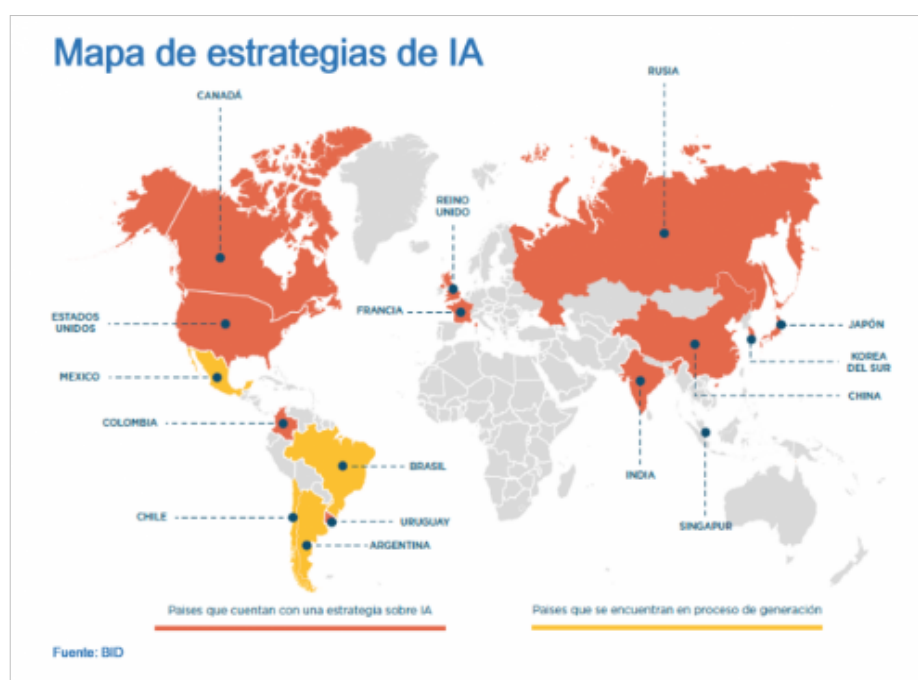 Mapa de estrategias de IA
RUSIA
CANADÁ
REINO
UNIDO
FRANCIA
ESTADOS
UNIDOS
JAPÓN
KOREA
DEL SUR
MEXICO
CHINA
COLOMBIA
BRASIL
INDIA
CHILE
URUGUAY
SINGAPUR
ARGENTINA
Paises que cuentan con una estrategia sobre IA
Paises que se encuentran en proceso de generación
Fuente: BID